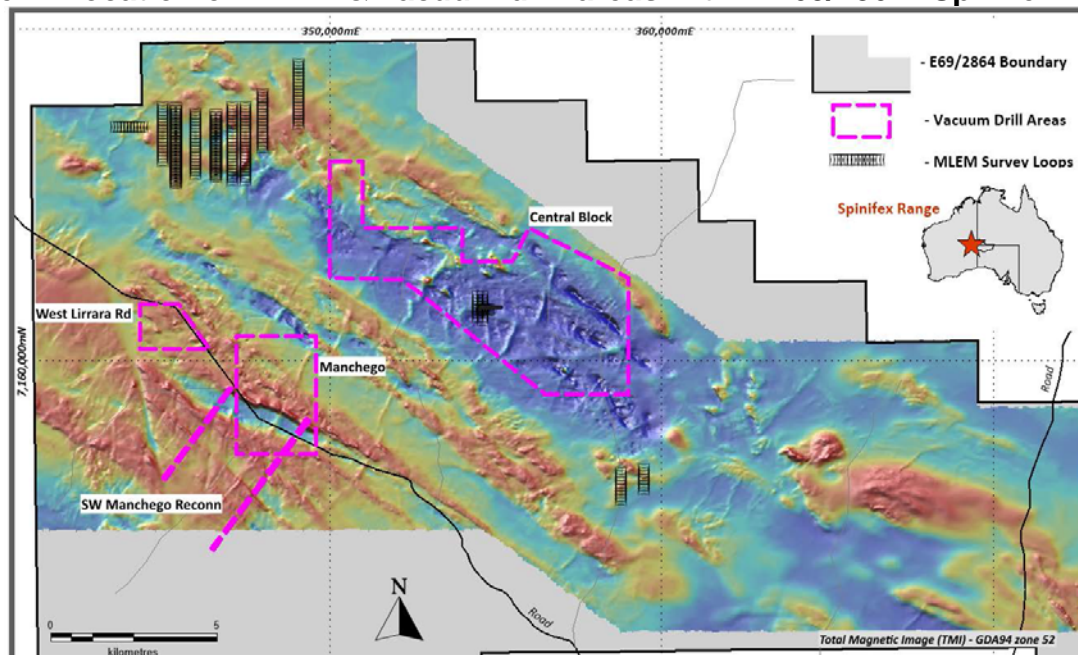 350,000mE
360,000mE
- E69/2864 Boundary
- Vacuum Drill Areas
- MLEM Survey Loops
Spinifex Range
Central Block
West Lirrara Rd
Manchego
7,160,000mN
SW Manchego Reconn
Road
Road
N
0 5
kilometres
Total Magnetic Image (TMI) - GDA94 zone 52